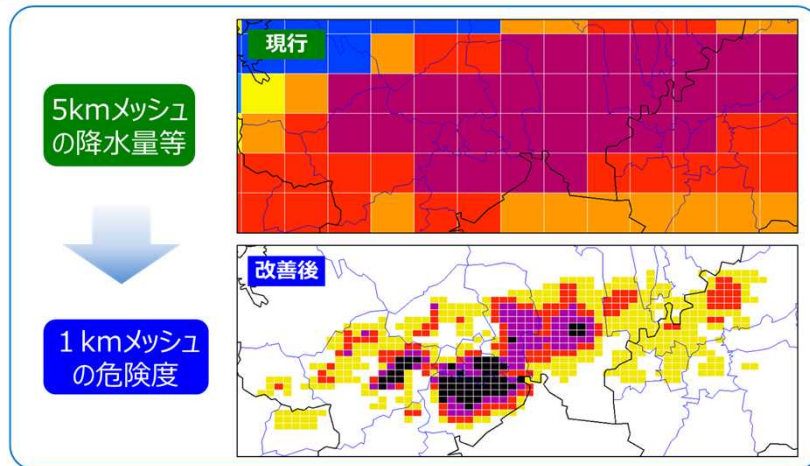 現行
5kmメッシュ
の降水量等
改善後
１kmメッシュ
の危険度